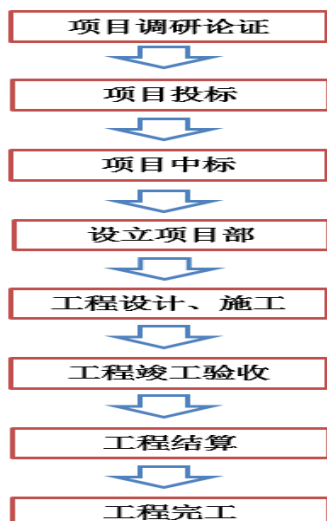 项目调研论证
项目投标
项目中标
设立项目部
工程设计、施工
工程竣工验收
工程结算
工程完工